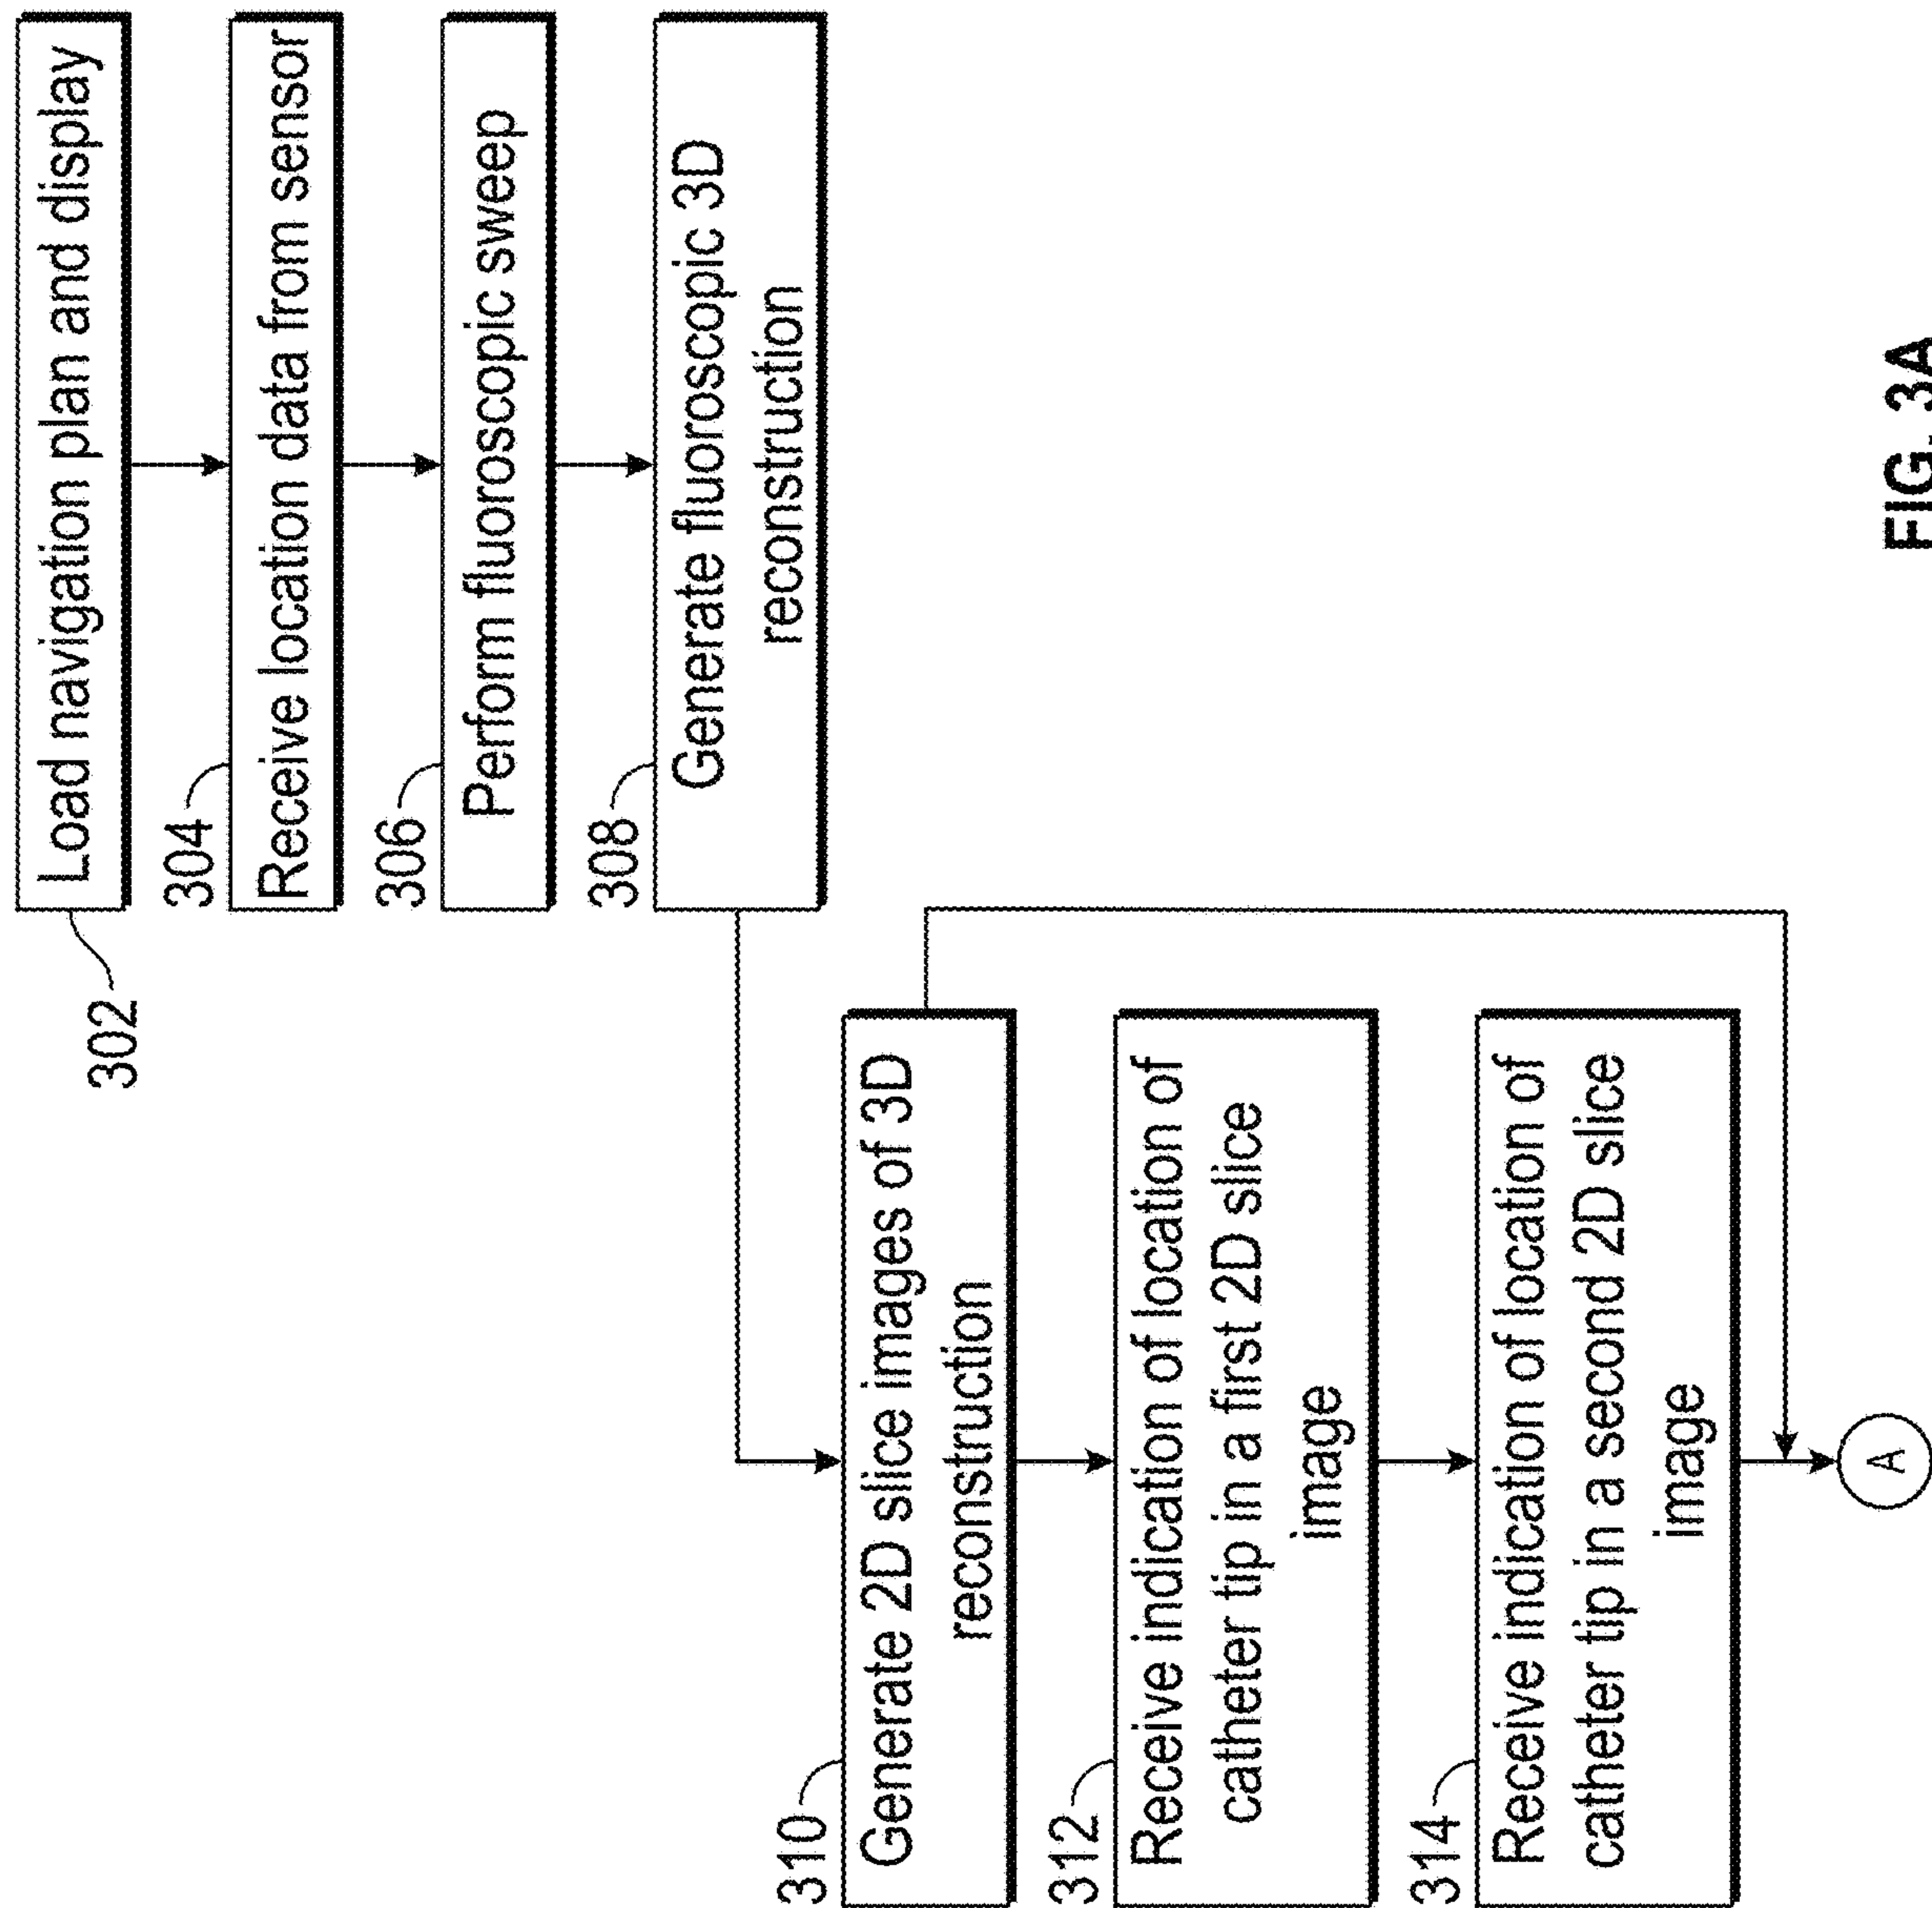 302
Load navigation plan and display
304
Receive location data from sensor
306
Perform fluoroscopic sweep
308
Generate fluoroscopic 3D
reconstruction
310
Generate 2D slice images of 3D
reconstruction
312
Receive indication of location of
catheter tip in a first 2D slice
image
314
Receive indication of location of
catheter tip in a second 2D slice
image
A
FIG. 3A